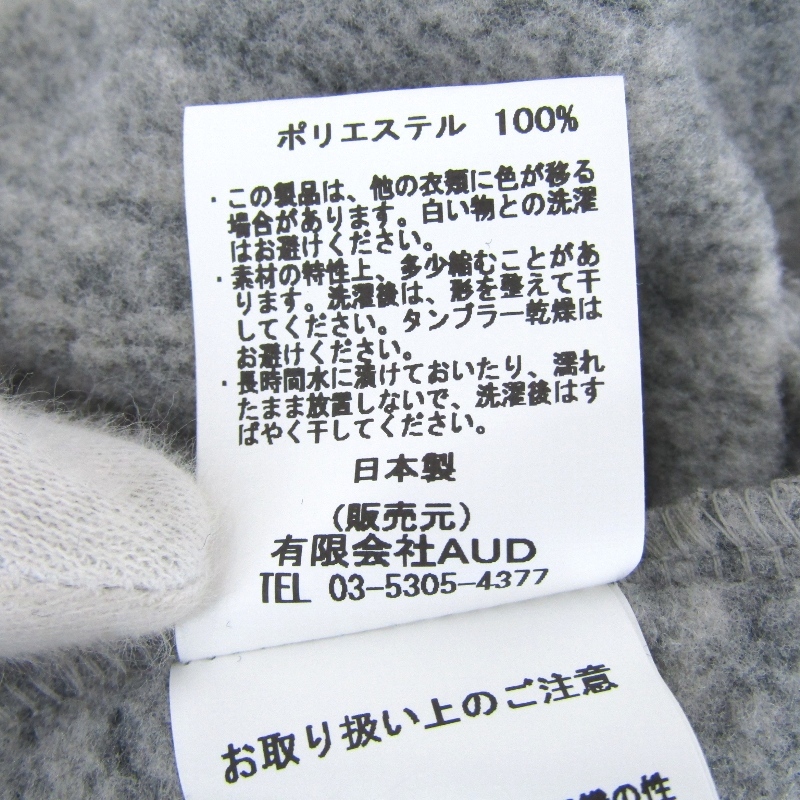 ポリエステル 100%
・この製品は、他の衣類に色が移る
場合があります。白い物との洗濯
はお避けください。
・素材の特性上、多少縮むことがあ
ります。洗濯後は、形を整えて干
してください。タンブラー乾燥は
お避けください。
・長時間水に漬けておいたり、濡れ
たまま放置しないで、洗濯後はす
ばやく干してください。
日本製
(販売元)
有限会社AUD
TEL 03-5305-4377
お取り扱い上のご注意
の性